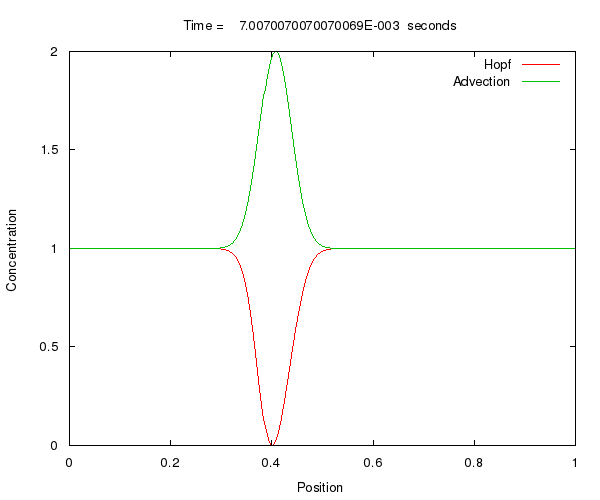 Time = 7.0070070070070069E-003 seconds
Hopf
Advection
2
1.5
1
0.5
0
Concentration
0 0.2 0.4 0.6 0.8 1
Position